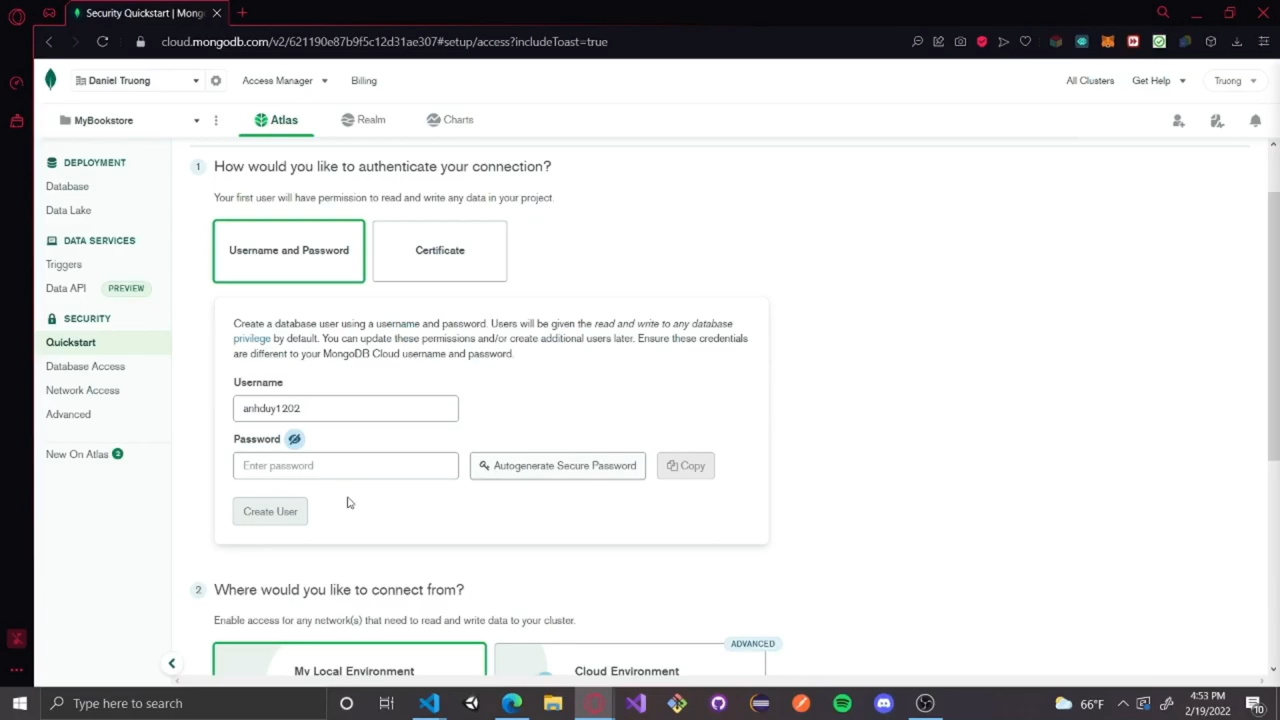 Security Quickstart | Mong
cloud.mongodb.com/v2/621190e87b9f5c12d31ae307#setup/access?includeToast=true
Daniel Truong
Access Manager
Billing
All Clusters
Get Help
Truong
MyBookstore
Atlas
Realm
Charts
DEPLOYMENT
Database
Data Lake
DATA SERVICES
Triggers
Data API PREVIEW
SECURITY
Quickstart
Database Access
Network Access
Advanced
New On Atlas 2
1 How would you like to authenticate your connection?
Your first user will have permission to read and write any data in your project.
Username and Password
Certificate
Create a database user using a username and password. Users will be given the read and write to any database
privilege by default. You can update these permissions and/or create additional users later. Ensure these credentials
are different to your MongoDB Cloud username and password.
Username
anhduy1202
Password
Enter password
Autogenerate Secure Password
Copy
Create User
2 Where would you like to connect from?
Enable access for any network(s) that need to read and write data to your cluster.
ADVANCED
My Local Environment
Cloud Environment
Type here to search
66°F
4:53 PM
2/19/2022
10